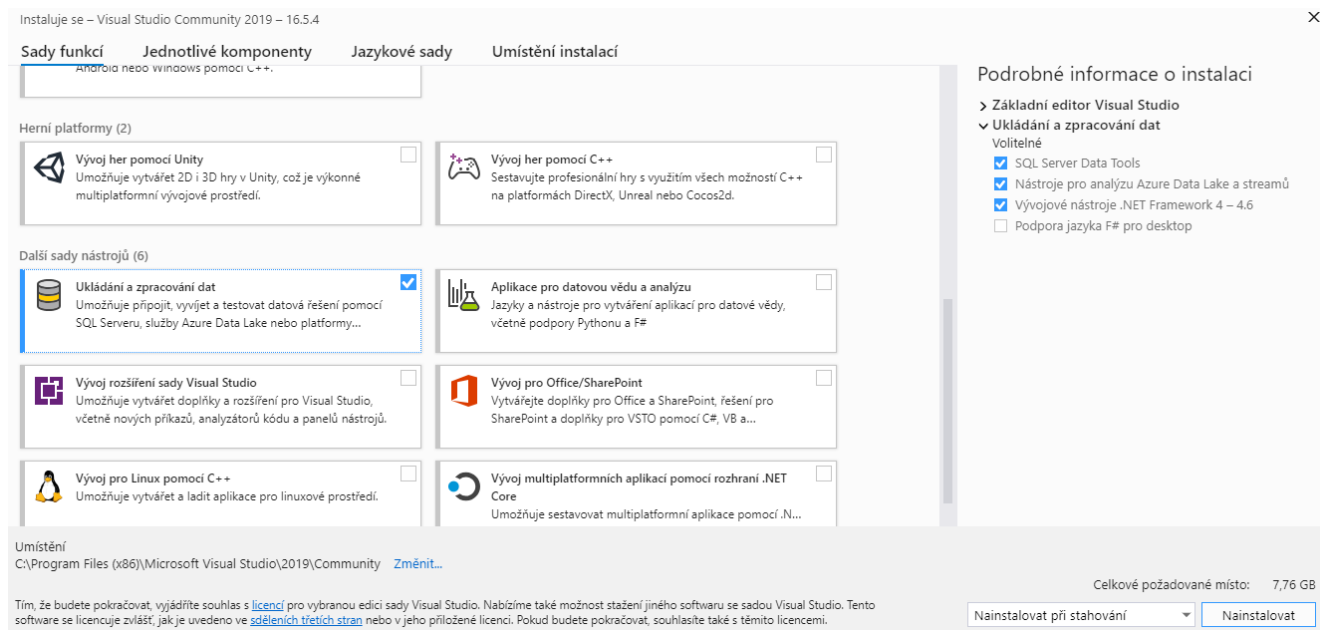 Instaluje se – Visual Studio Community 2019 – 16.5.4
Sady funkcí
Jednotlivé komponenty
Jazykové sady
Umístění instalací
Android nebo Windows pomocí C++.
Herní platformy (2)
Vývoj her pomocí Unity
Umožňuje vytvářet 2D i 3D hry v Unity, což je výkonné
multiplatformní vývojové prostředí.
Vývoj her pomocí C++
Sestavujte profesionální hry s využitím všech možností C++
na platformách DirectX, Unreal nebo Cocos2d.
Další sady nástrojů (6)
Ukládání a zpracování dat
Umožňuje připojit, vyvíjet a testovat datová řešení pomocí
SQL Serveru, služby Azure Data Lake nebo platformy...
Aplikace pro datovou vědu a analýzu
Jazyky a nástroje pro vytváření aplikací pro datové vědy,
včetně podpory Pythonu a F#
Vývoj rozšíření sady Visual Studio
Umožňuje vytvářet doplňky a rozšíření pro Visual Studio,
včetně nových příkazů, analyzátorů kódu a panelů nástrojů.
Vývoj pro Office/SharePoint
Vytvářejte doplňky pro Office a SharePoint, řešení pro
SharePoint a doplňky pro VSTO pomocí C#, VB a...
Vývoj pro Linux pomocí C++
Umožňuje vytvářet a ladit aplikace pro linuxové prostředí.
Vývoj multiplatformních aplikací pomocí rozhraní .NET
Core
Umožňuje sestavovat multiplatformní aplikace pomocí .N...
Podrobné informace o instalaci
Základní editor Visual Studio
Ukládání a zpracování dat
Volitelné
SQL Server Data Tools
Nástroje pro analýzu Azure Data Lake a streamů
Vývojové nástroje .NET Framework 4 – 4.6
Podpora jazyka F# pro desktop
Umístění
C:\Program Files (x86)\Microsoft Visual Studio\2019\Community Změnit...
Celkové požadované místo: 7,76 GB
Tím, že budete pokračovat, vyjádříte souhlas s licencí pro vybranou edici sady Visual Studio. Nabízíme také možnost stažení jiného softwaru se sadou Visual Studio. Tento
software se licencuje zvlášť, jak je uvedeno ve sděleních třetích stran nebo v jeho přiložené licenci. Pokud budete pokračovat, souhlasíte také s těmito licencemi.
Nainstalovat při stahování
Nainstalovat